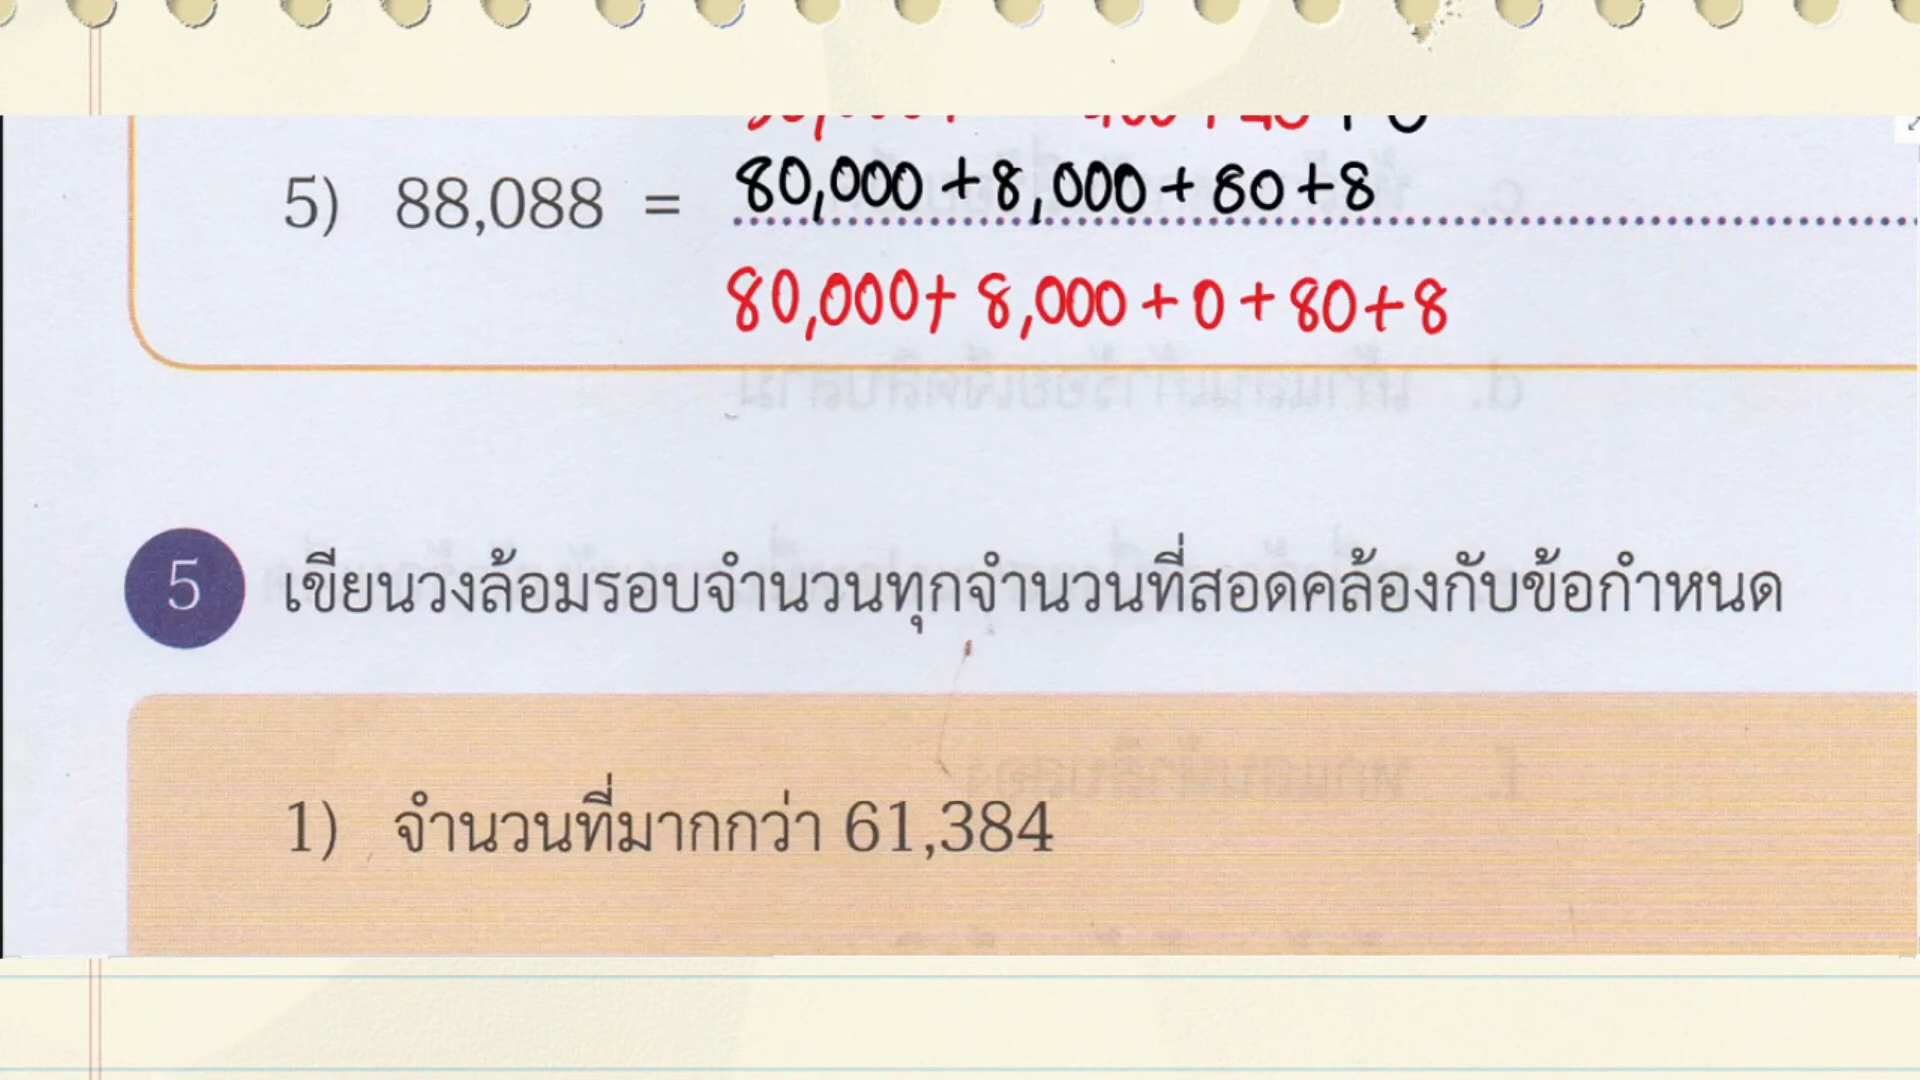 5) 88,088 = 80,000 + 8,000 + 80 + 8
80,000 + 8,000 + 0 + 80 + 8
5 เขียนวงล้อมรอบจำนวนทุกจำนวนที่สอดคล้องกับข้อกำหนด
1) จำนวนที่มากกว่า 61,384